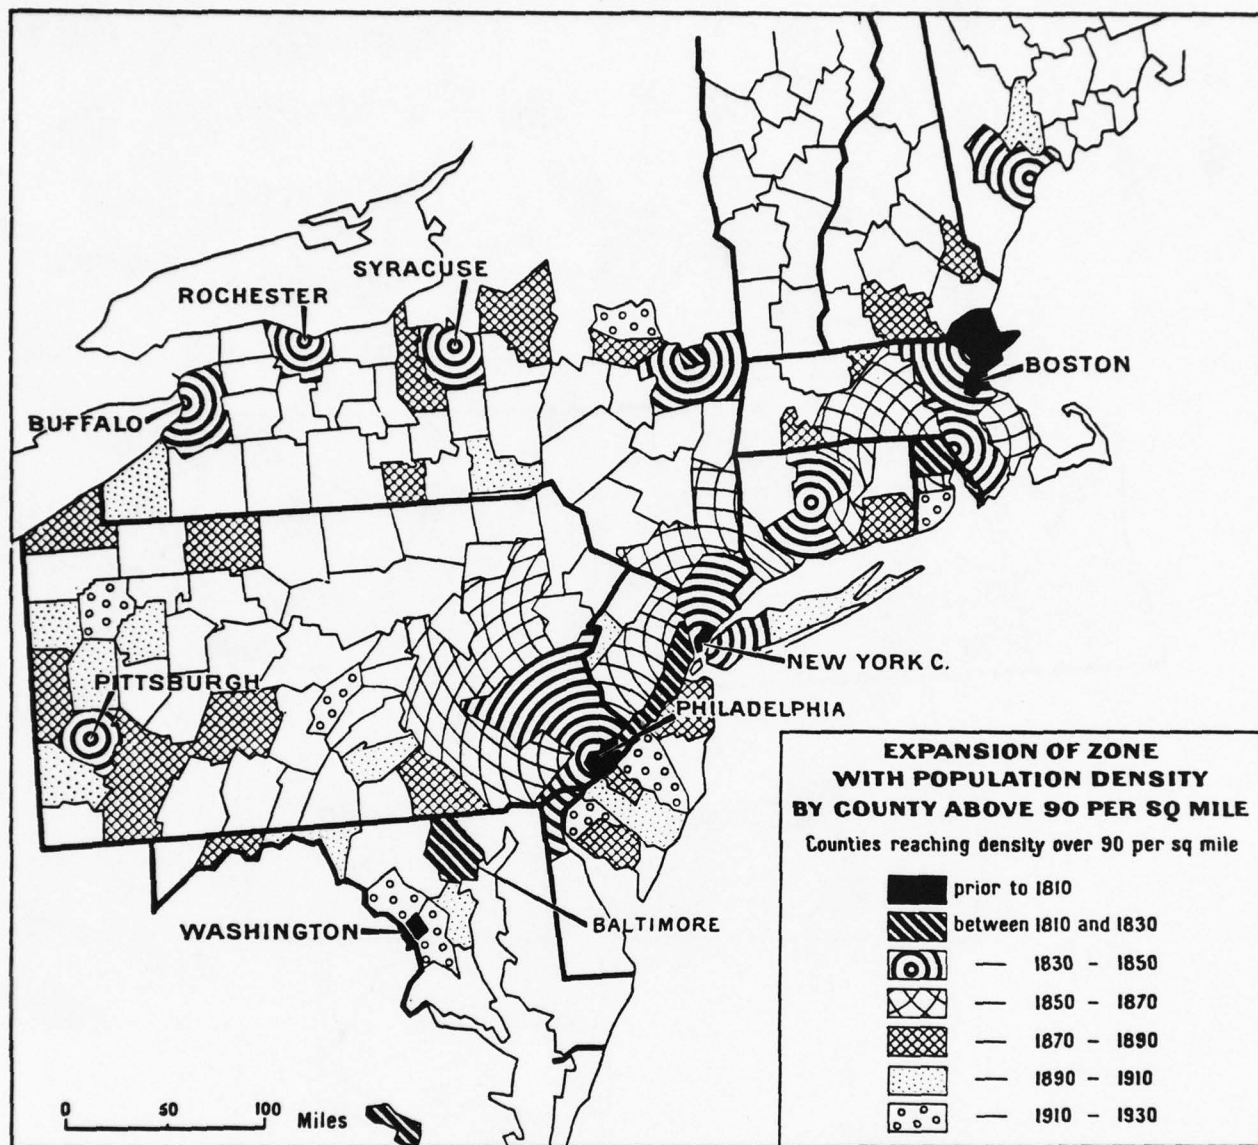 SYRACUSE
ROCHESTER
BOSTON
BUFFALO
NEW YORK C.
PITTSBURGH
PHILADELPHIA
BALTIMORE
WASHINGTON
0 50 100 Miles
EXPANSION OF ZONE
WITH POPULATION DENSITY
BY COUNTY ABOVE 90 PER SQ MILE
Counties reaching density over 90 per sq mile
prior to 1810
between 1810 and 1830
— 1830 - 1850
— 1850 - 1870
— 1870 - 1890
— 1890 - 1910
— 1910 - 1930